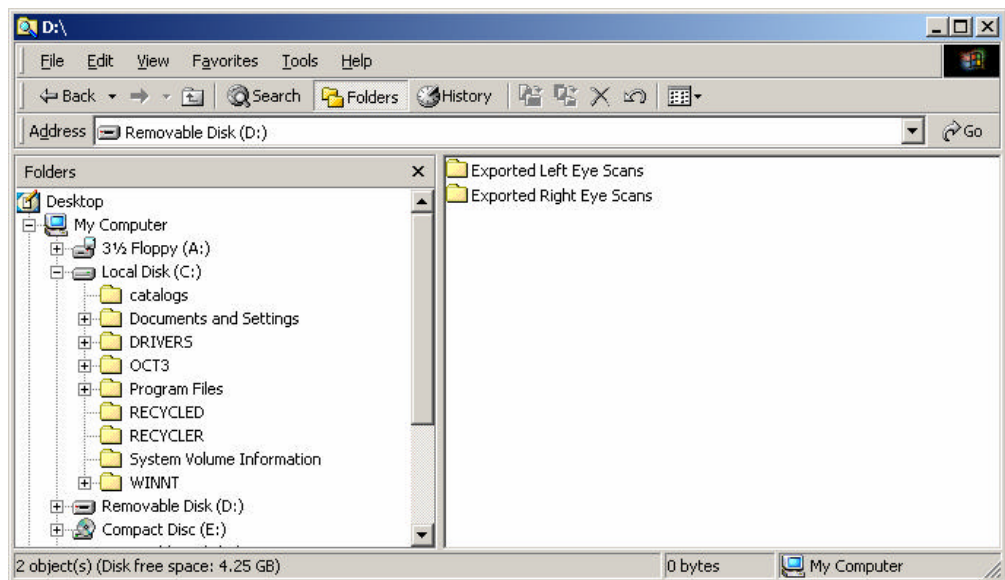 D:\
File Edit View Favorites Tools Help
Back Search Folders History
Address Removable Disk (D:) Go
Folders
Desktop
My Computer
3½ Floppy (A:)
Local Disk (C:)
catalogs
Documents and Settings
DRIVERS
OCT3
Program Files
RECYCLED
RECYCLER
System Volume Information
WINNT
Removable Disk (D:)
Compact Disc (E:)
Exported Left Eye Scans
Exported Right Eye Scans
2 object(s) (Disk free space: 4.25 GB) 0 bytes My Computer